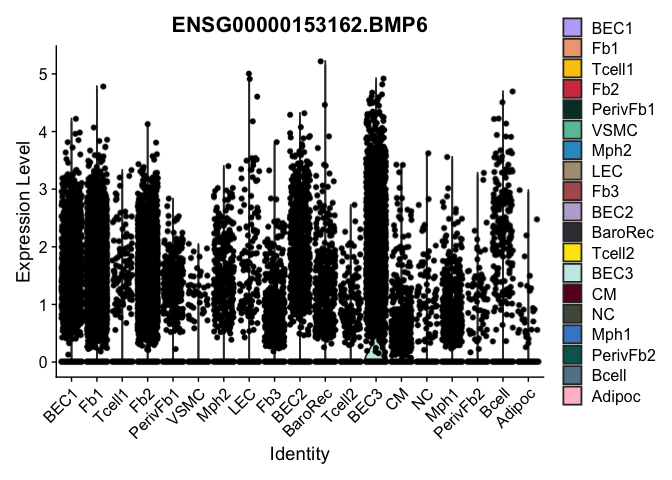 ENSG00000153162.BMP6
Expression Level
5
4
3
2
1
0
BEC1
Fb1
Tcell1
Fb2
PerivFb1
VSMC
Mph2
LEC
Fb3
BEC2
BaroRec
Tcell2
BEC3
CM
NC
Mph1
PerivFb2
Bcell
Adipoc
Identity
BEC1
Fb1
Tcell1
Fb2
PerivFb1
VSMC
Mph2
LEC
Fb3
BEC2
BaroRec
Tcell2
BEC3
CM
NC
Mph1
PerivFb2
Bcell
Adipoc